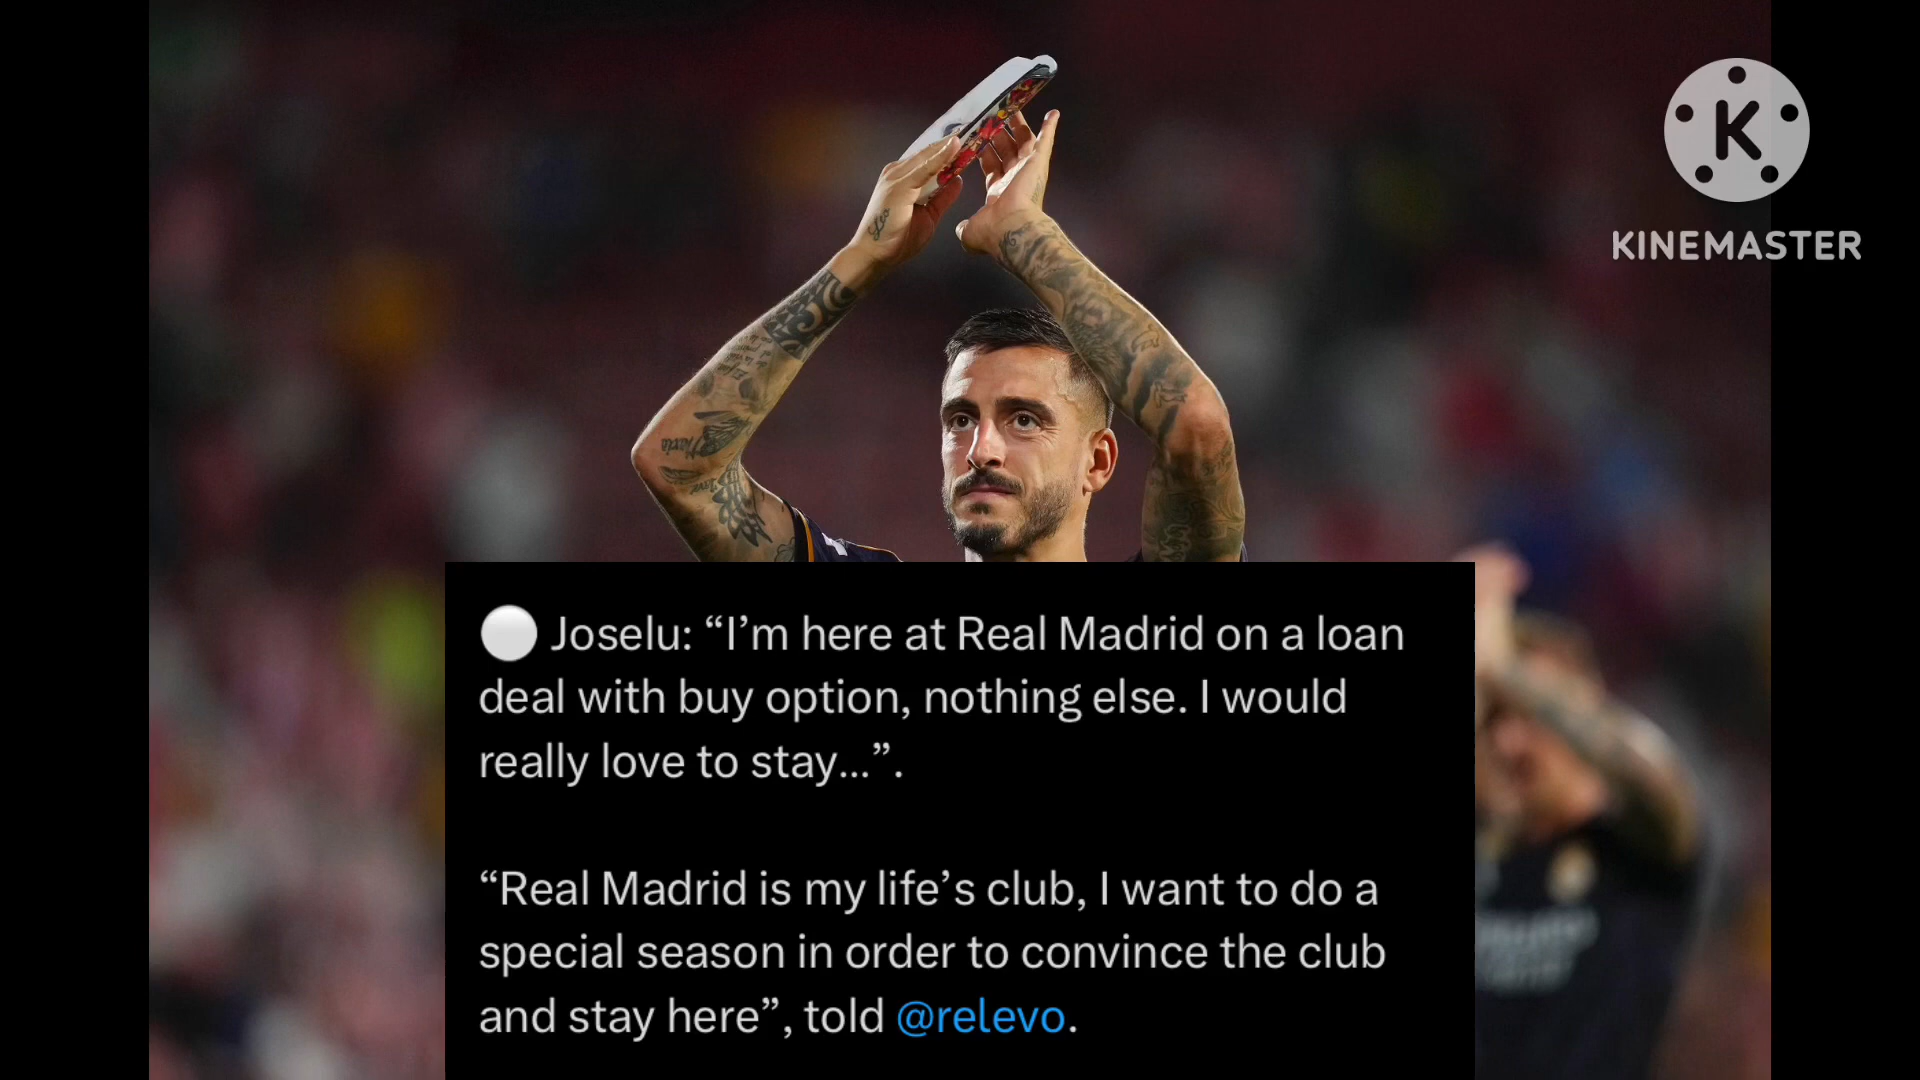 K
KINEMASTER
Joselu: “I’m here at Real Madrid on a loan
deal with buy option, nothing else. I would
really love to stay...”.
“Real Madrid is my life’s club, I want to do a
special season in order to convince the club
and stay here”, told @relevo.